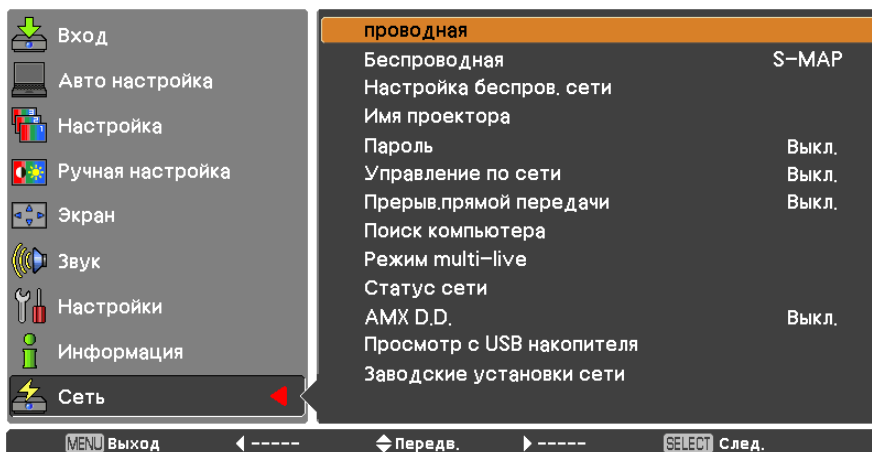 Вход
Авто настройка
Настройка
Ручная настройка
Экран
Звук
Настройки
Информация
Сеть
проводная
Беспроводная S-MAP
Настройка беспров. сети
Имя проектора
Пароль Выкл.
Управление по сети Выкл.
Прерыв.прямой передачи Выкл.
Поиск компьютера
Режим multi-live
Статус сети
AMX D.D. Выкл.
Просмотр с USB накопителя
Заводские установки сети
MENU Выход ----- Передв. ----- SELECT След.